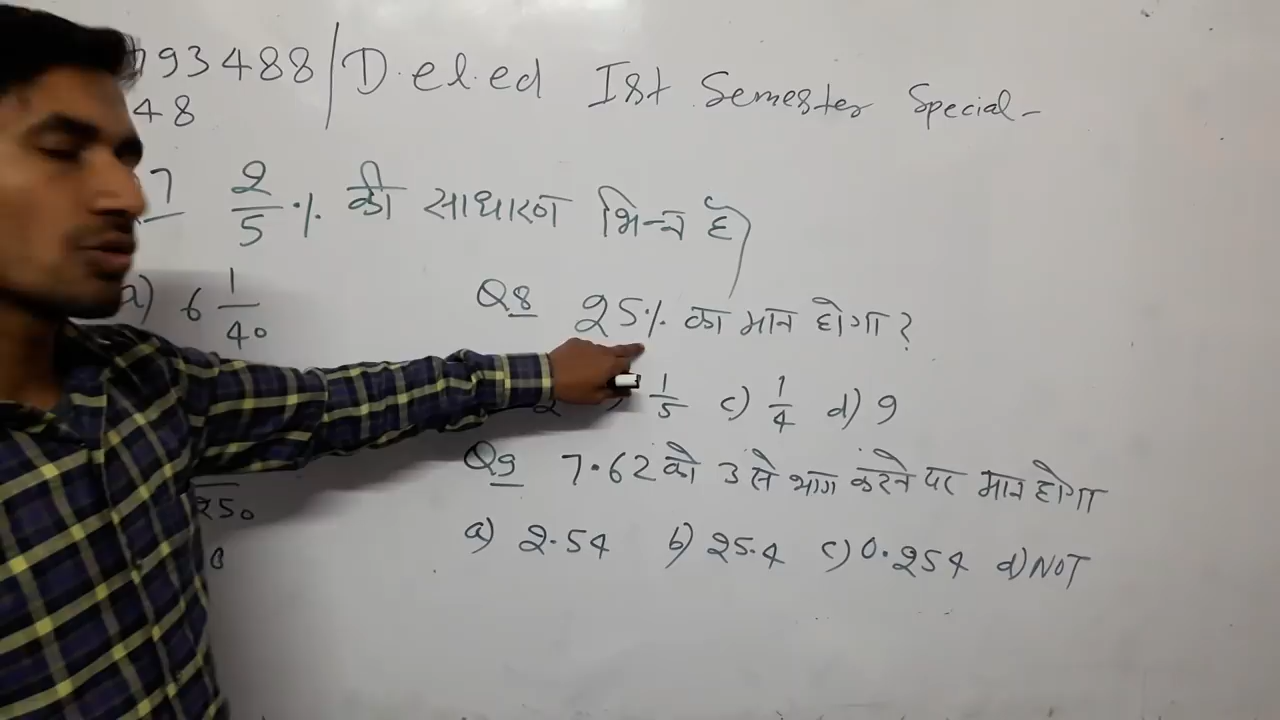 93488 / D.el.ed Ist Semester Special -
48
7 2/5 % की साधारण भिन्न है
a) 6 1/40
250
Q8 25% का मान होगा ?
1/5 c) 1/4 d) 9
Q9 7.62 को 3 से भाग करने पर मान होगा
a) 2.54 b) 25.4 c) 0.254 d) NOT